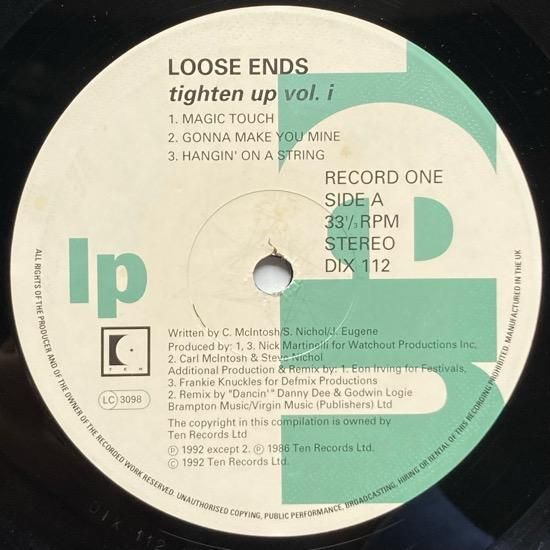 LOOSE ENDS
tighten up vol. i
1. MAGIC TOUCH
2. GONNA MAKE YOU MINE
3. HANGIN' ON A STRING
RECORD ONE
SIDE A
33⅓ RPM
STEREO
DIX 112
lp
TEN
LC 3098
Written by C. McIntosh/S. Nichol/J. Eugene
Produced by: 1, 3. Nick Martinelli for Watchout Productions Inc,
2. Carl McIntosh & Steve Nichol
Additional Production & Remix by: 1. Eon Irving for Festivals,
3. Frankie Knuckles for Defmix Productions
2. Remix by "Dancin'" Danny Dee & Godwin Logie
Brampton Music/Virgin Music (Publishers) Ltd
The copyright in this compilation is owned by
Ten Records Ltd
℗ 1992 except 2. ℗ 1986 Ten Records Ltd.
© 1992 Ten Records Ltd.
ALL RIGHTS OF THE PRODUCER AND OF THE OWNER OF THE RECORDED WORK RESERVED. UNAUTHORISED COPYING, PUBLIC PERFORMANCE, BROADCASTING, HIRING OR RENTAL OF THIS RECORDING PROHIBITED. MANUFACTURED IN THE UK
DIX 112